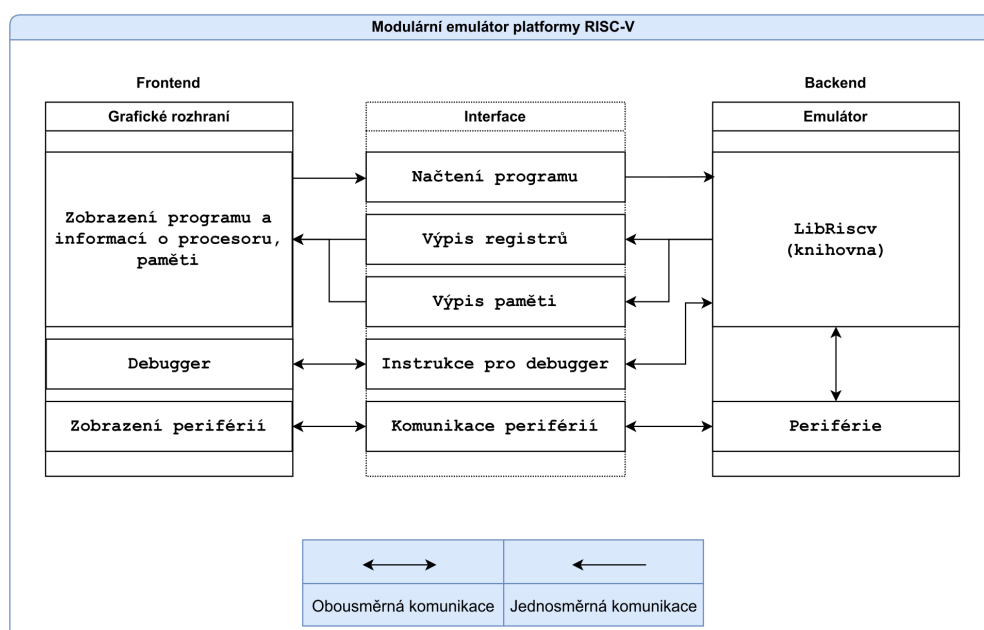 Modulární emulátor platformy RISC-V
Frontend
Backend
Grafické rozhraní
Interface
Emulátor
Načtení programu
Zobrazení programu a
informací o procesoru,
paměti
Výpis registrů
LibRiscv
(knihovna)
Výpis paměti
Debugger
Instrukce pro debugger
Zobrazení periférií
Komunikace periférií
Periférie
Obousměrná komunikace
Jednosměrná komunikace